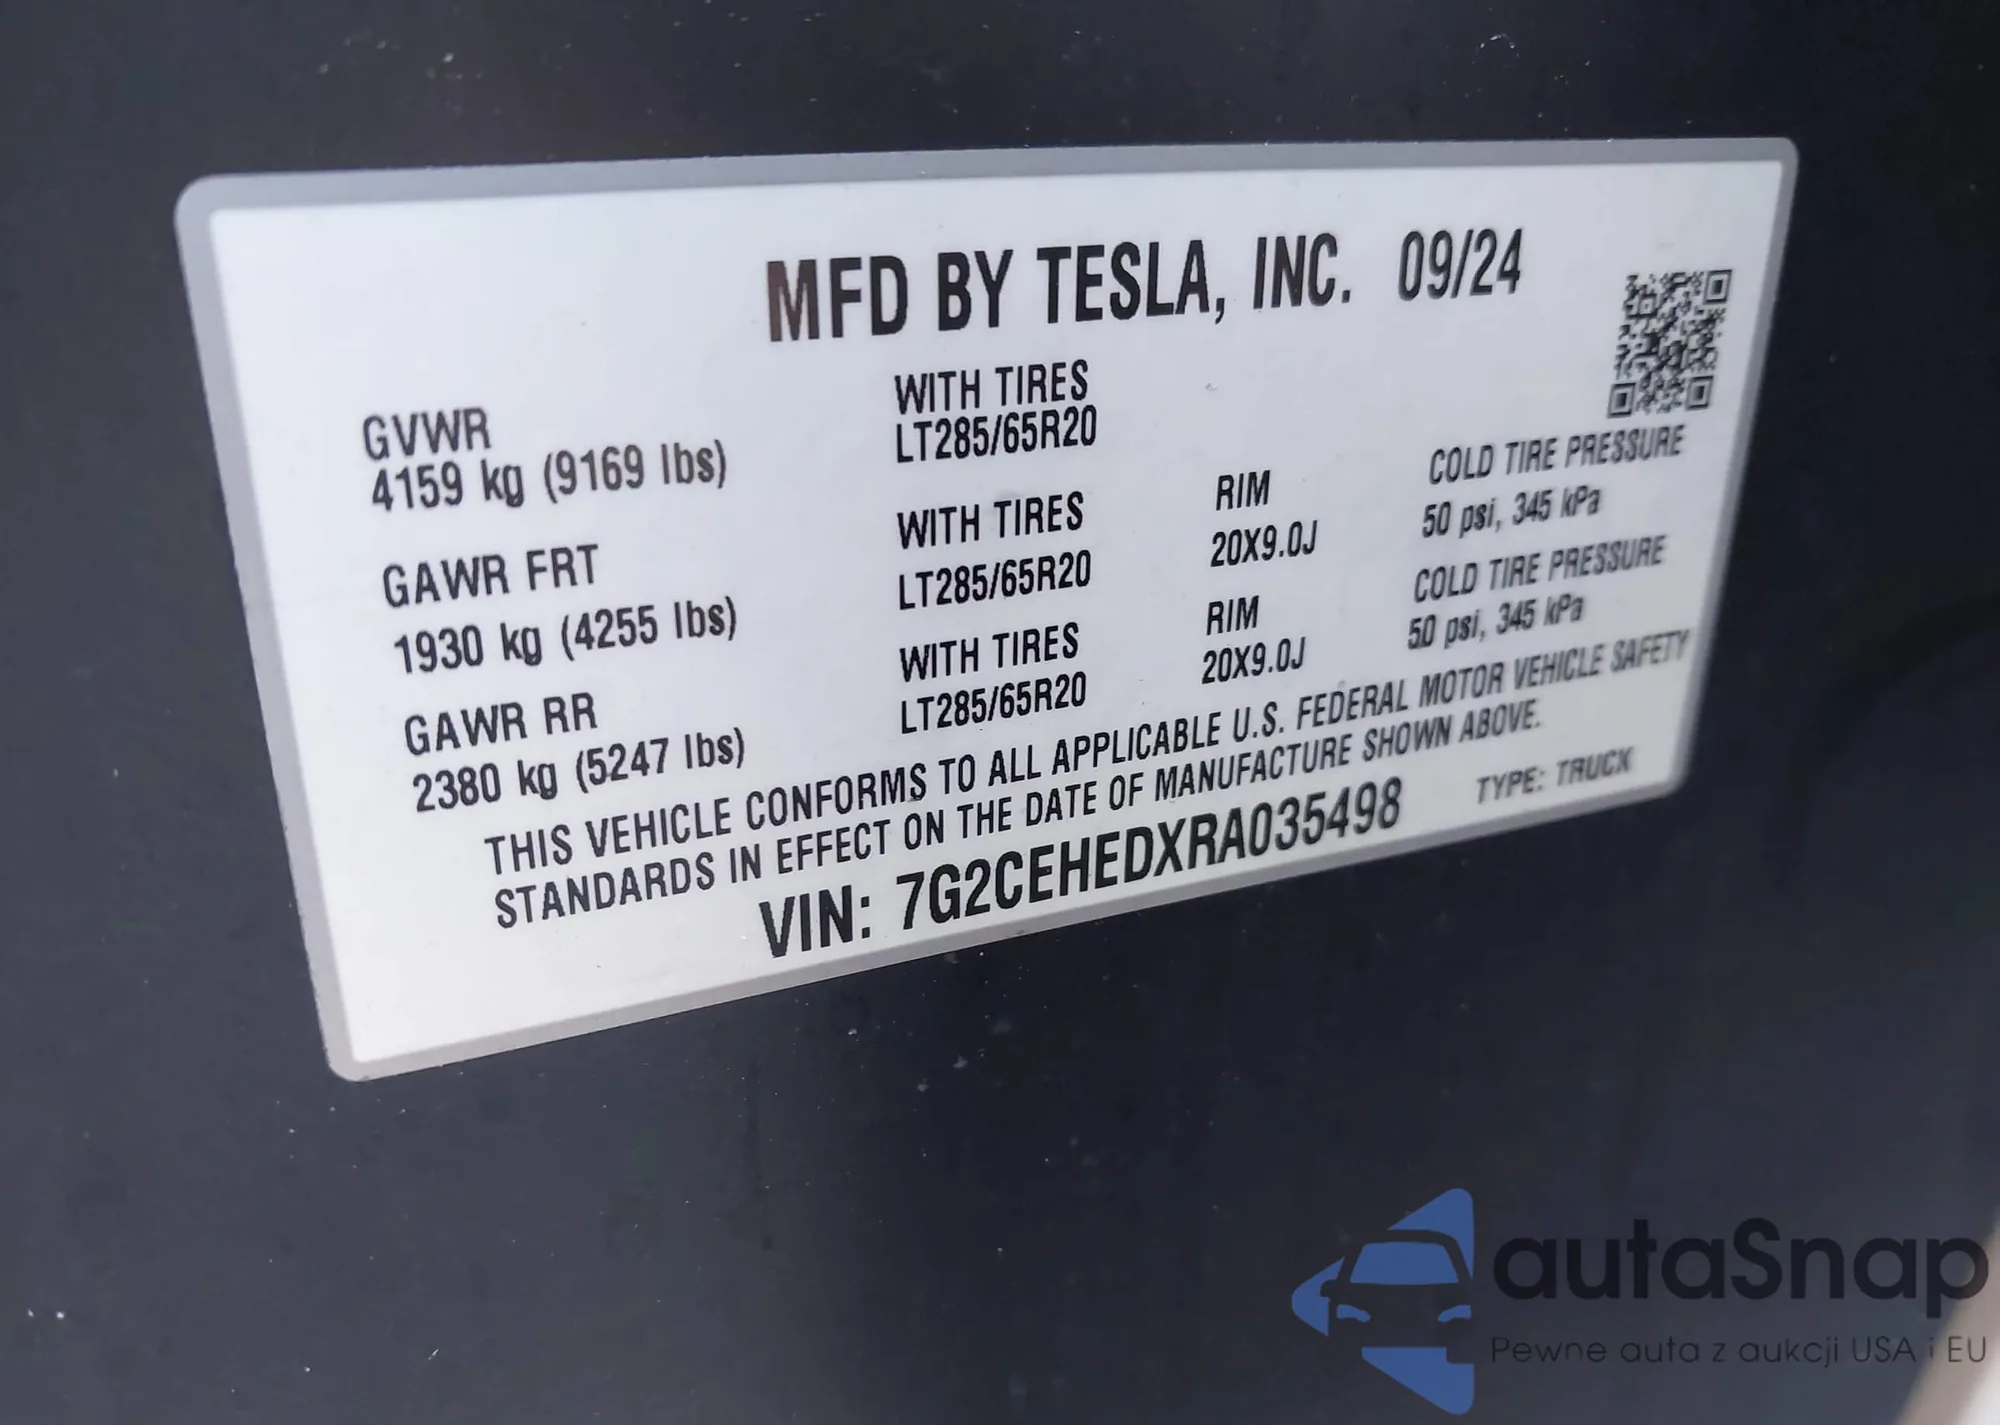 MFD BY TESLA, INC. 09/24
GVWR
4159 kg (9169 lbs)
WITH TIRES
LT285/65R20
GAWR FRT
1930 kg (4255 lbs)
WITH TIRES
LT285/65R20
RIM
20X9.0J
COLD TIRE PRESSURE
50 psi, 345 kPa
GAWR RR
2380 kg (5247 lbs)
WITH TIRES
LT285/65R20
RIM
20X9.0J
COLD TIRE PRESSURE
50 psi, 345 kPa
THIS VEHICLE CONFORMS TO ALL APPLICABLE U.S. FEDERAL MOTOR VEHICLE SAFETY
STANDARDS IN EFFECT ON THE DATE OF MANUFACTURE SHOWN ABOVE.
VIN: 7G2CEHEDXRA035498
TYPE: TRUCK
autaSnap
Pewne auta z aukcji USA i EU